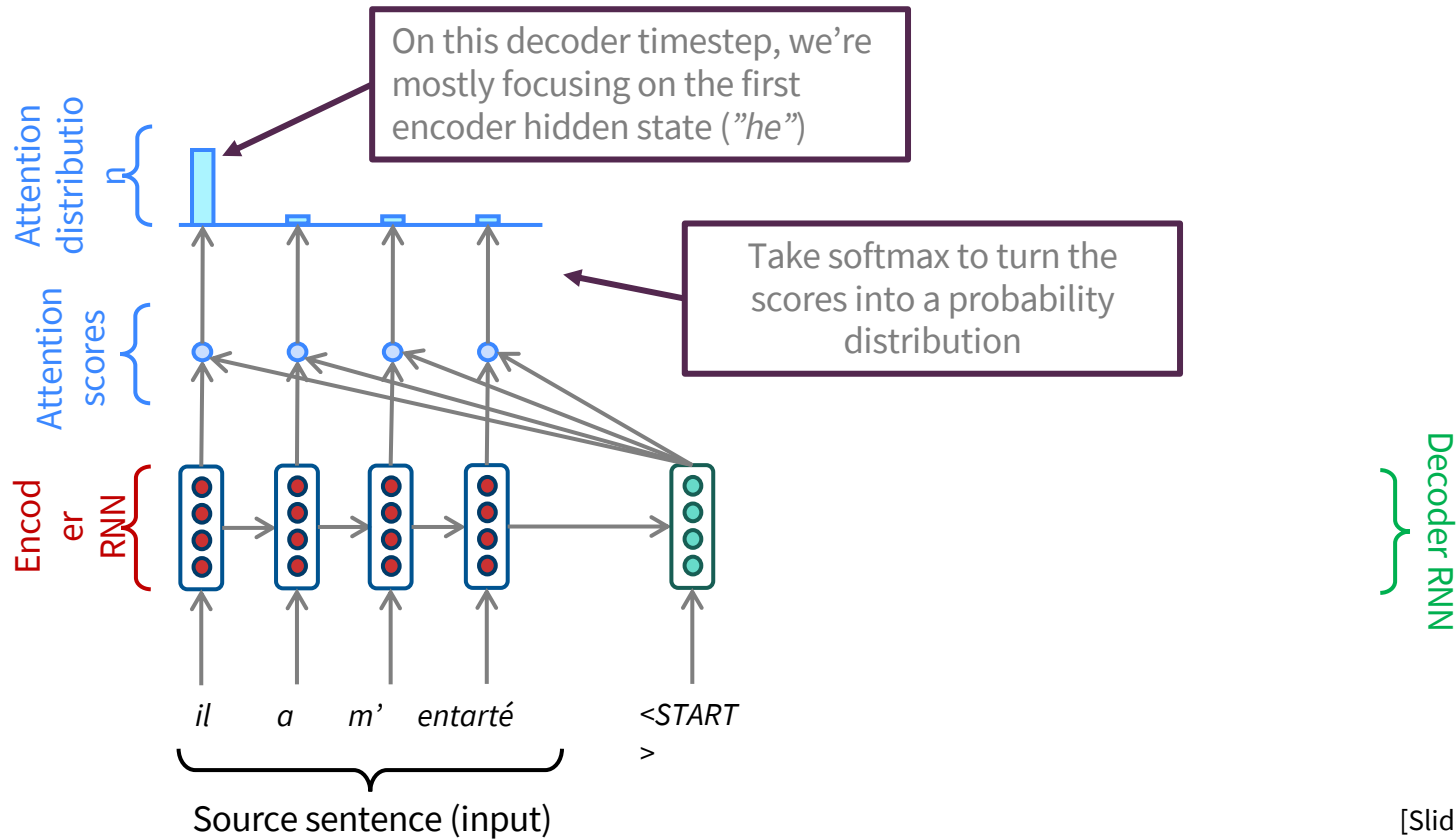 On this decoder timestep, we’re
mostly focusing on the first
encoder hidden state (”he”)
Attention
distributio
n
Take softmax to turn the
scores into a probability
distribution
Attention
scores
Encod
er
RNN
Decoder RNN
il a m’ entarté <START
>
Source sentence (input)
[Slid